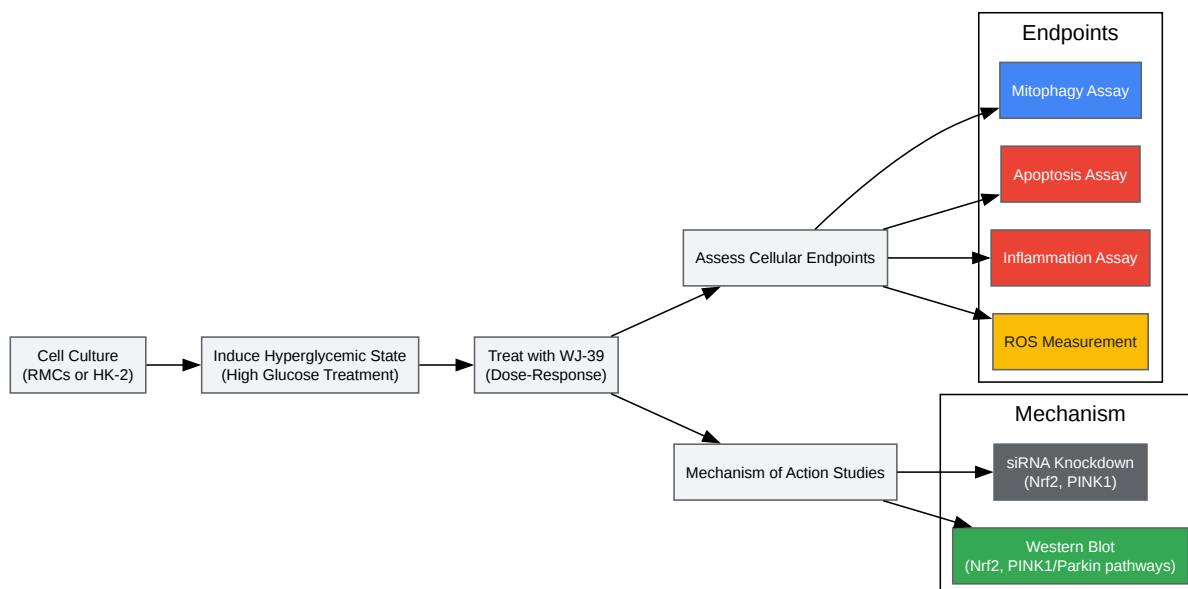 Cell Culture
(RMCs or HK-2)
Induce Hyperglycemic State
(High Glucose Treatment)
Treat with WJ-39
(Dose-Response)
Assess Cellular Endpoints
Endpoints
Mitophagy Assay
Apoptosis Assay
Inflammation Assay
ROS Measurement
Mechanism of Action Studies
Mechanism
siRNA Knockdown
(Nrf2, PINK1)
Western Blot
(Nrf2, PINK1/Parkin pathways)